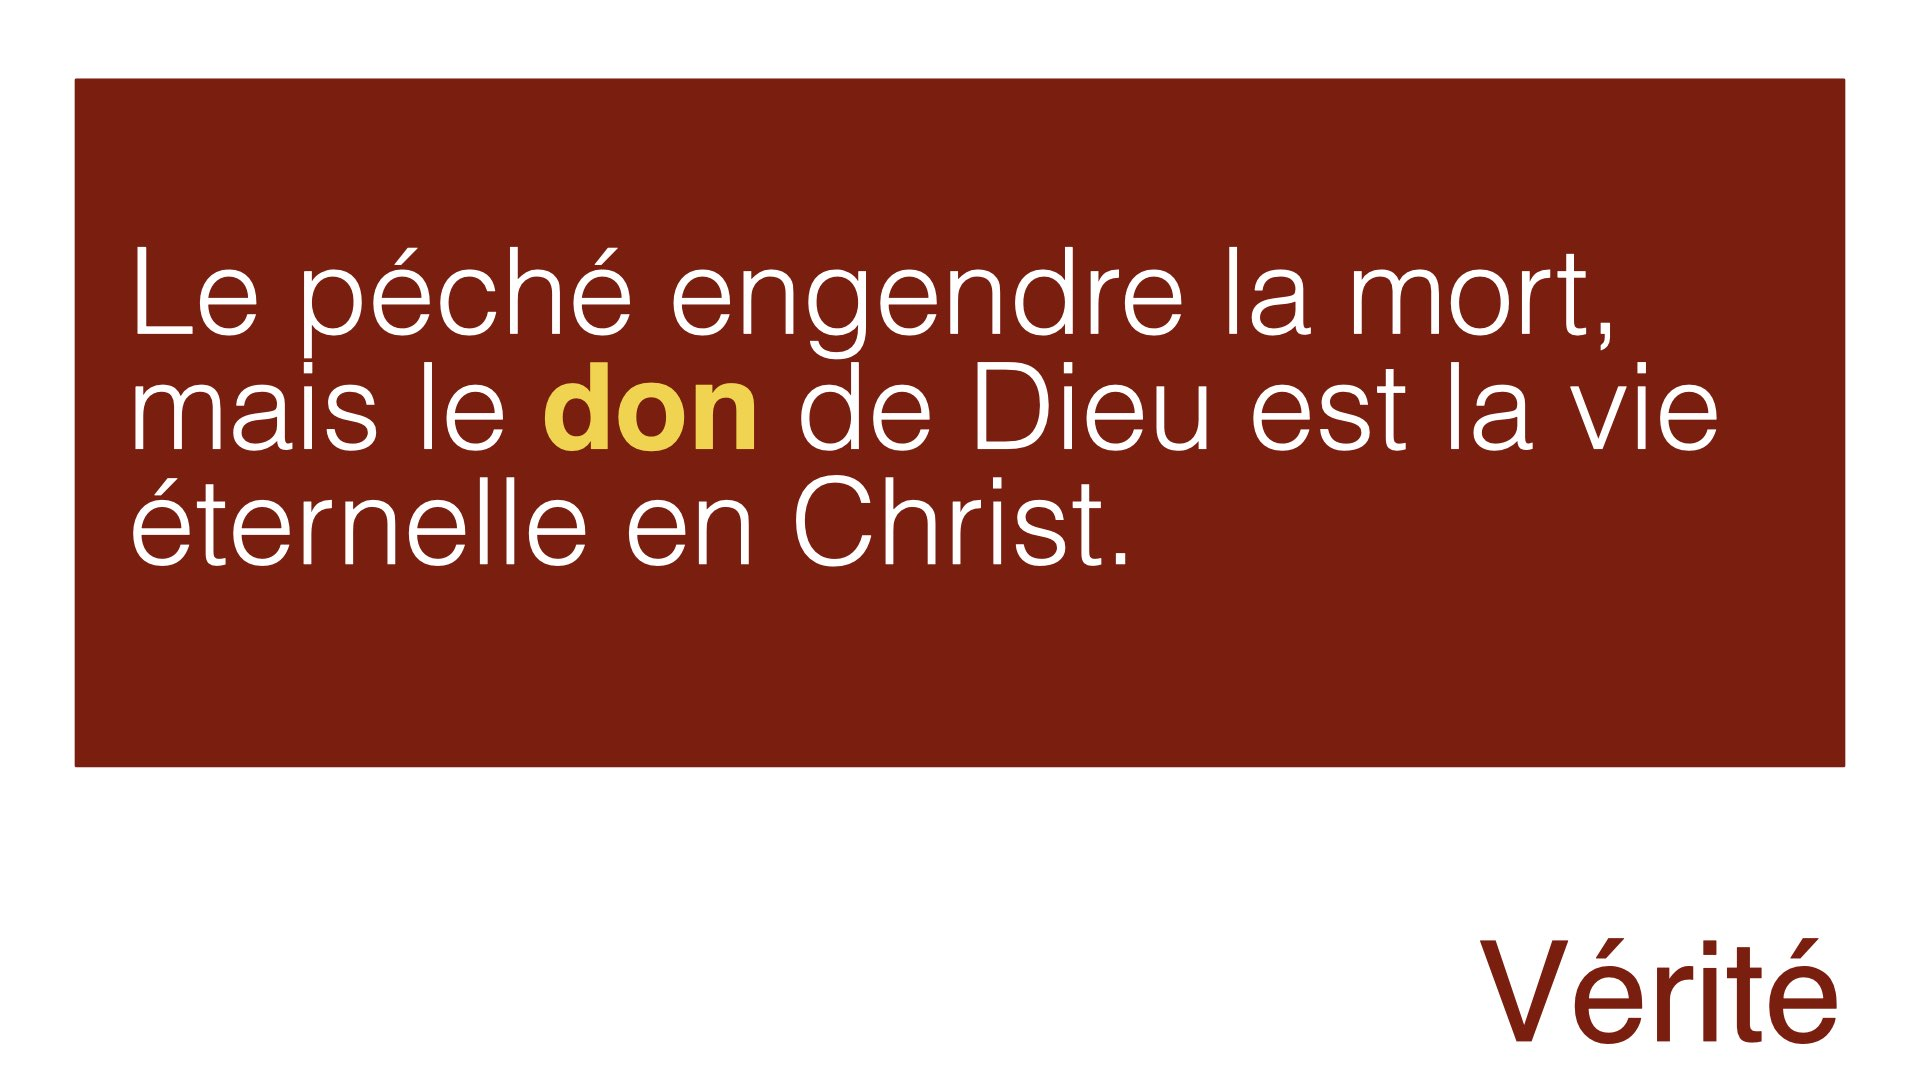 Le péché engendre la mort,
mais le don de Dieu est la vie
éternelle en Christ.
Vérité